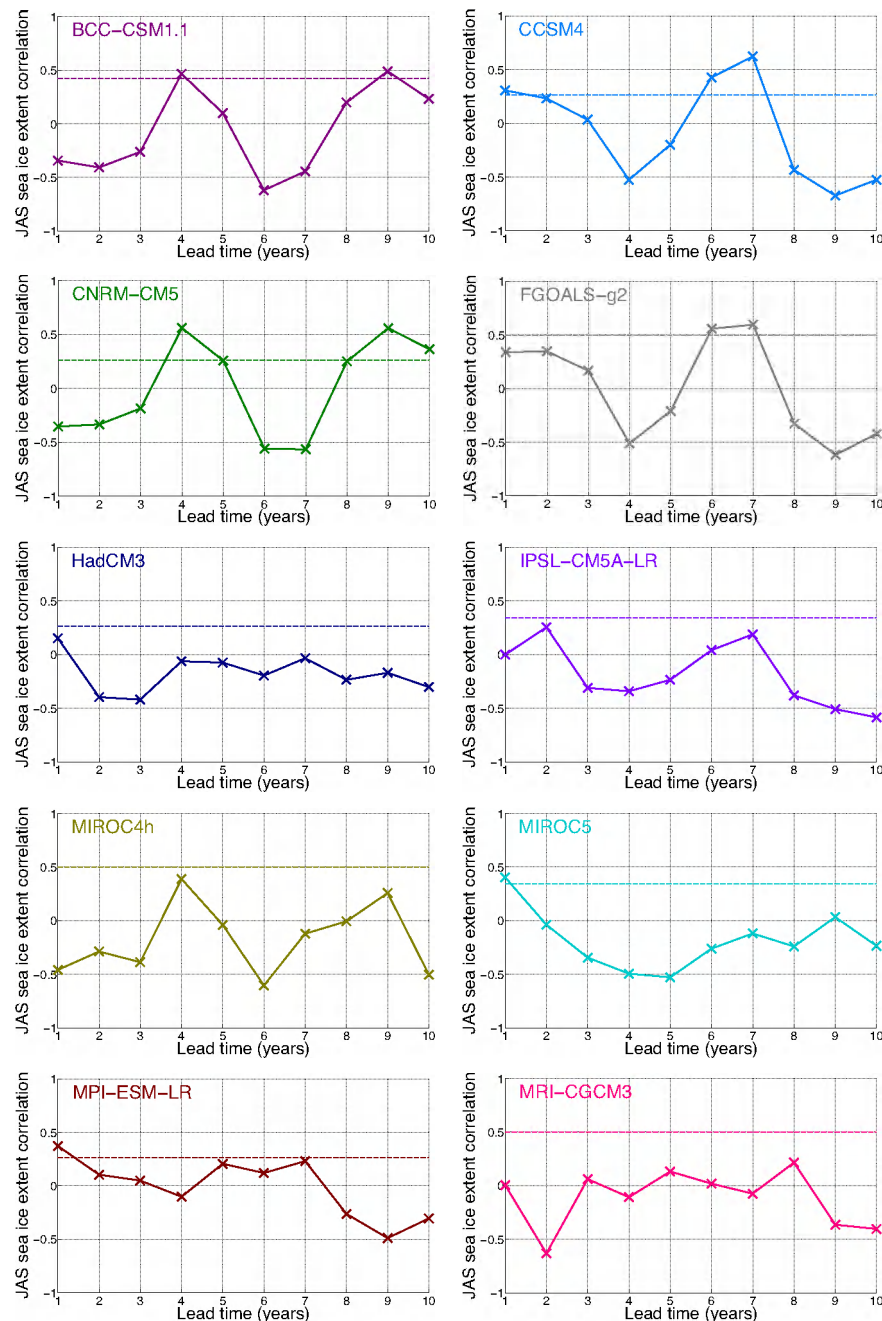 BCC−CSM1.1
JAS sea ice extent correlation
1
0.5
0
−0.5
−1
1 2 3 4 5 6 7 8 9 10
Lead time (years)
CCSM4
JAS sea ice extent correlation
1
0.5
0
−0.5
−1
1 2 3 4 5 6 7 8 9 10
Lead time (years)
CNRM−CM5
JAS sea ice extent correlation
1
0.5
0
−0.5
−1
1 2 3 4 5 6 7 8 9 10
Lead time (years)
FGOALS−g2
JAS sea ice extent correlation
1
0.5
0
−0.5
−1
1 2 3 4 5 6 7 8 9 10
Lead time (years)
HadCM3
JAS sea ice extent correlation
1
0.5
0
−0.5
−1
1 2 3 4 5 6 7 8 9 10
Lead time (years)
IPSL−CM5A−LR
JAS sea ice extent correlation
1
0.5
0
−0.5
−1
1 2 3 4 5 6 7 8 9 10
Lead time (years)
MIROC4h
JAS sea ice extent correlation
1
0.5
0
−0.5
−1
1 2 3 4 5 6 7 8 9 10
Lead time (years)
MIROC5
JAS sea ice extent correlation
1
0.5
0
−0.5
−1
1 2 3 4 5 6 7 8 9 10
Lead time (years)
MPI−ESM−LR
JAS sea ice extent correlation
1
0.5
0
−0.5
−1
1 2 3 4 5 6 7 8 9 10
Lead time (years)
MRI−CGCM3
JAS sea ice extent correlation
1
0.5
0
−0.5
−1
1 2 3 4 5 6 7 8 9 10
Lead time (years)